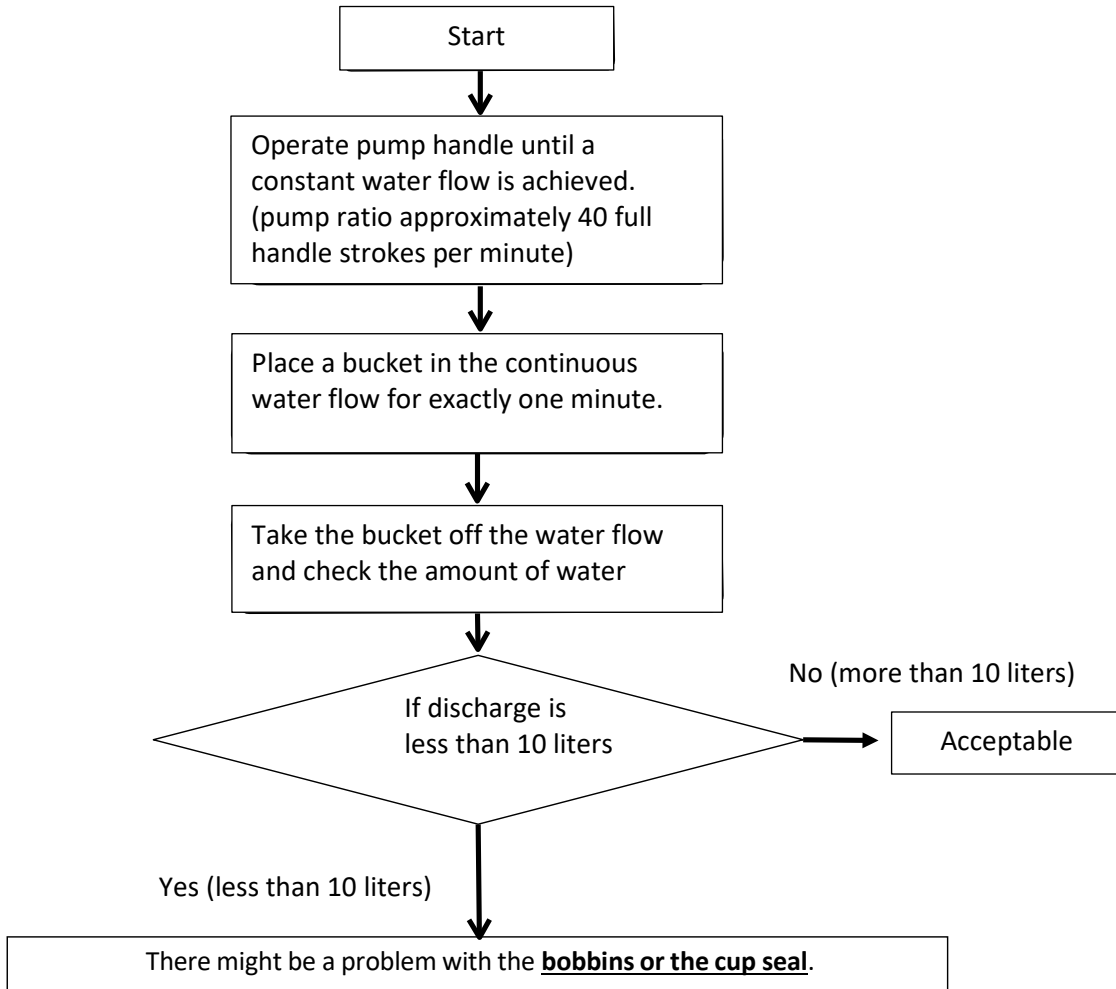 Start
Operate pump handle until a
constant water flow is achieved.
(pump ratio approximately 40 full
handle strokes per minute)
Place a bucket in the continuous
water flow for exactly one minute.
Take the bucket off the water flow
and check the amount of water
If discharge is
less than 10 liters
No (more than 10 liters)
Acceptable
Yes (less than 10 liters)
There might be a problem with the bobbins or the cup seal.